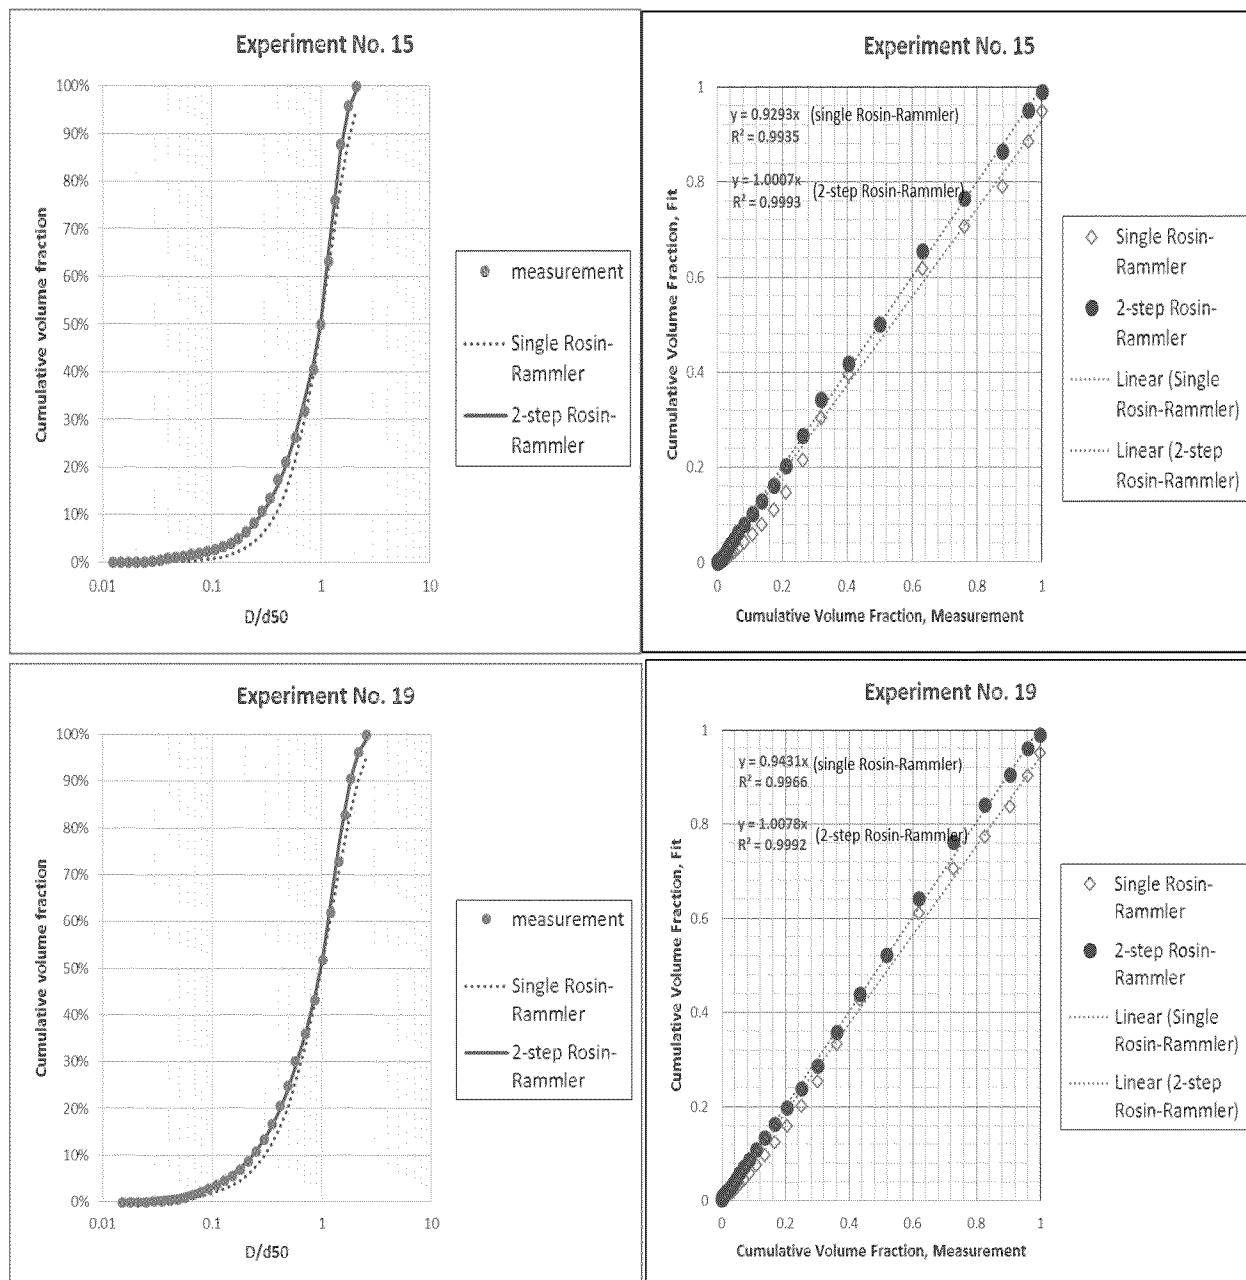 Experiment No. 15
100%
90%
80%
70%
60%
50%
40%
30%
20%
10%
0%
0.01
0.1
1
10
Cumulative volume fraction
D/d50
measurement
Single Rosin-
Rammler
2-step Rosin-
Rammler
Experiment No. 15
1
0.8
0.6
0.4
0.2
0
0
0.2
0.4
0.6
0.8
1
Cumulative Volume Fraction, Fit
Cumulative Volume Fraction, Measurement
y = 0.9293x (single Rosin-Rammler)
R² = 0.9935
y = 1.0007x (2-step Rosin-Rammler)
R² = 0.9993
Single Rosin-
Rammler
2-step Rosin-
Rammler
Linear (Single
Rosin-Rammler)
Linear (2-step
Rosin-Rammler)
Experiment No. 19
100%
90%
80%
70%
60%
50%
40%
30%
20%
10%
0%
0.01
0.1
1
10
Cumulative volume fraction
D/d50
measurement
Single Rosin-
Rammler
2-step Rosin-
Rammler
Experiment No. 19
1
0.8
0.6
0.4
0.2
0
0
0.2
0.4
0.6
0.8
1
Cumulative Volume Fraction, Fit
Cumulative Volume Fraction, Measurement
y = 0.9431x (single Rosin-Rammler)
R² = 0.9966
y = 1.0078x (2-step Rosin-Rammler)
R² = 0.9992
Single Rosin-
Rammler
2-step Rosin-
Rammler
Linear (Single
Rosin-Rammler)
Linear (2-step
Rosin-Rammler)